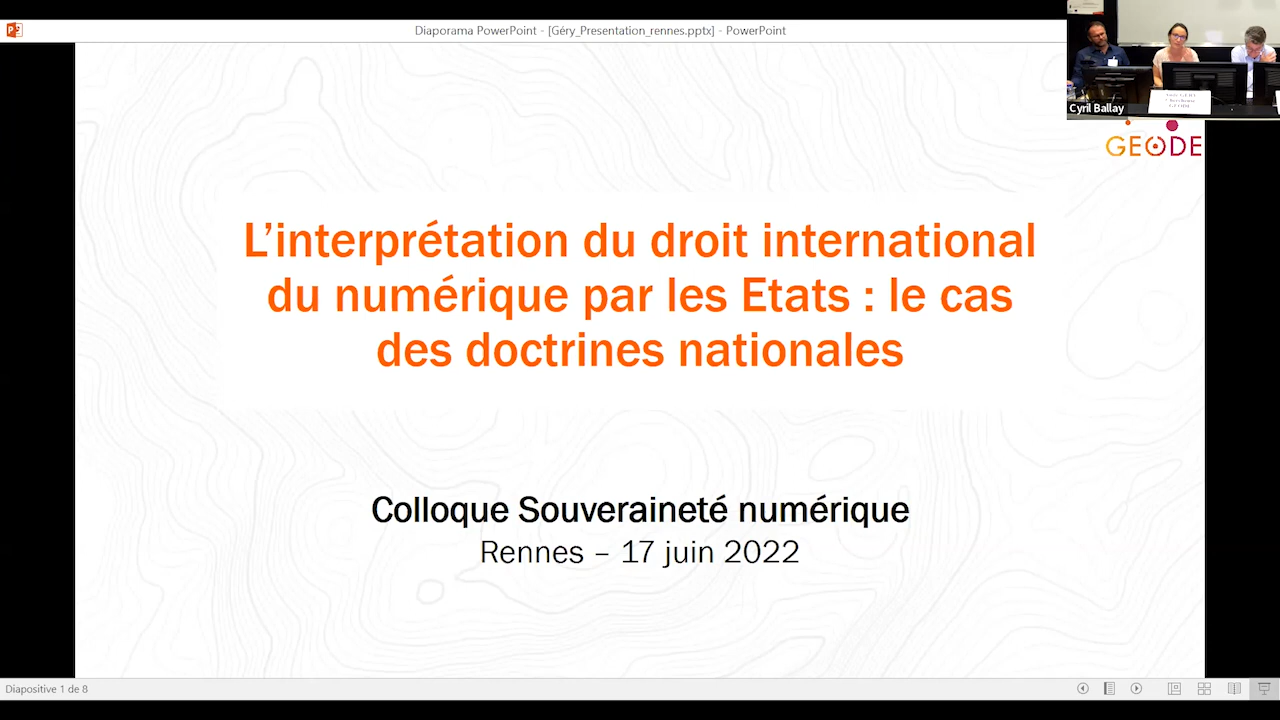 Diaporama PowerPoint - [Géry_Presentation_rennes.pptx] - PowerPoint
Cyril Ballay
GEODE
GEODE
L'interprétation du droit international
du numérique par les Etats : le cas
des doctrines nationales
Colloque Souveraineté numérique
Rennes – 17 juin 2022
Diapositive 1 de 8